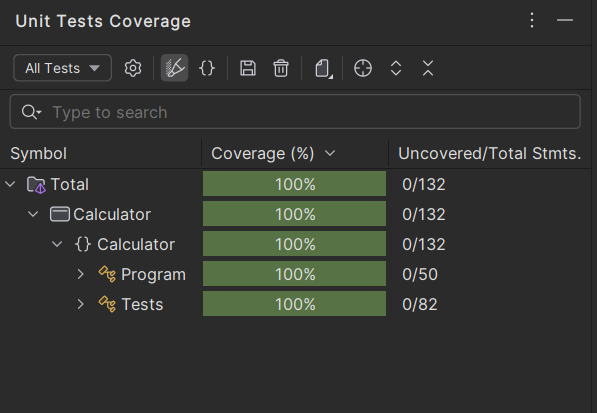 Unit Tests Coverage
All Tests
Type to search
Symbol Coverage (%) Uncovered/Total Stmts.
Total 100% 0/132
Calculator 100% 0/132
{} Calculator 100% 0/132
Program 100% 0/50
Tests 100% 0/82